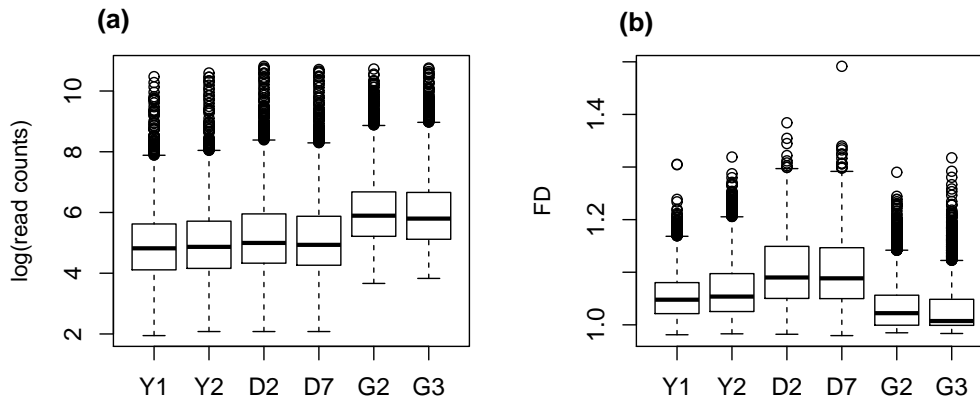 (a)
log(read counts)
10
8
6
4
2
Y1 Y2 D2 D7 G2 G3
(b)
FD
1.4
1.2
1.0
Y1 Y2 D2 D7 G2 G3